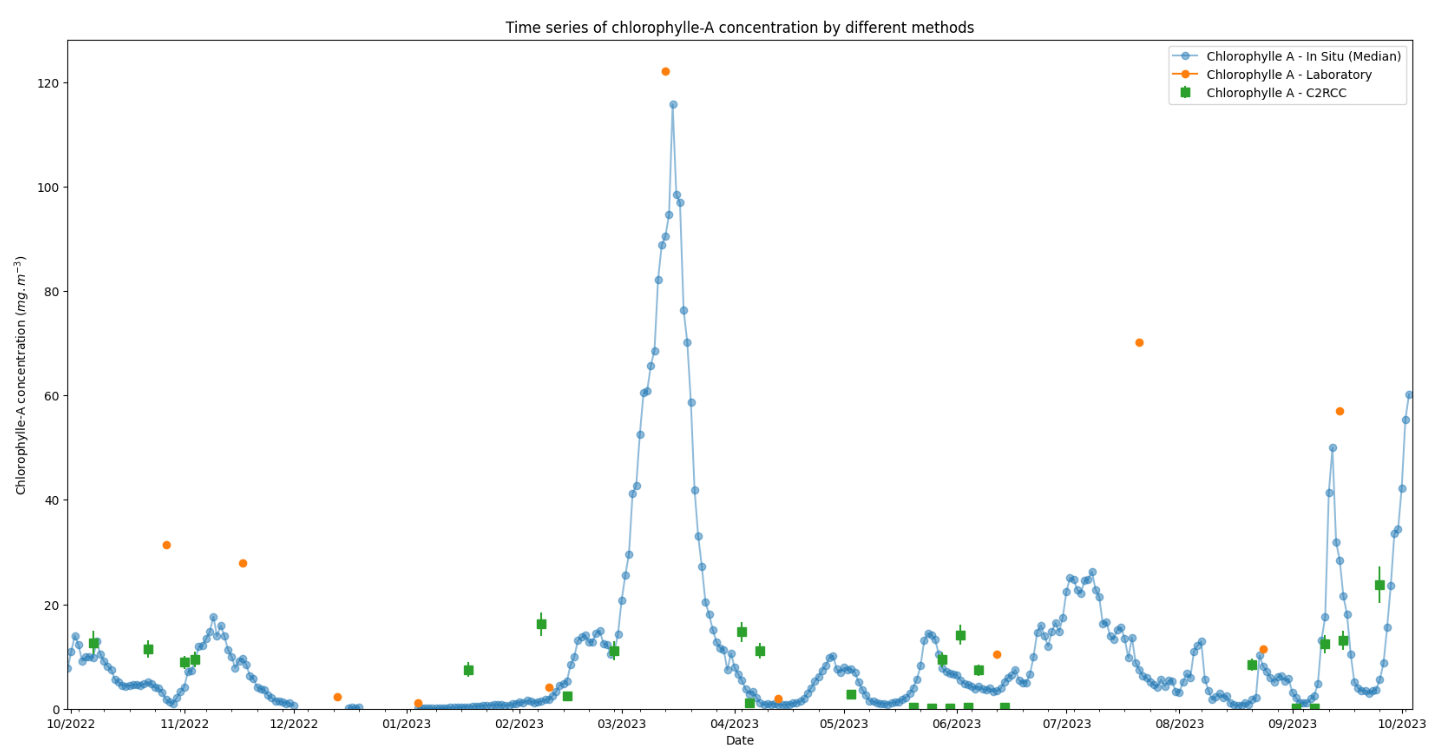 Time series of chlorophylle-A concentration by different methods
Chlorophylle A - In Situ (Median)
Chlorophylle A - Laboratory
Chlorophylle A - C2RCC
Chlorophylle-A concentration (mg. m⁻³)
120
100
80
60
40
20
0
10/2022 11/2022 12/2022 01/2023 02/2023 03/2023 04/2023 05/2023 06/2023 07/2023 08/2023 09/2023 10/2023
Date